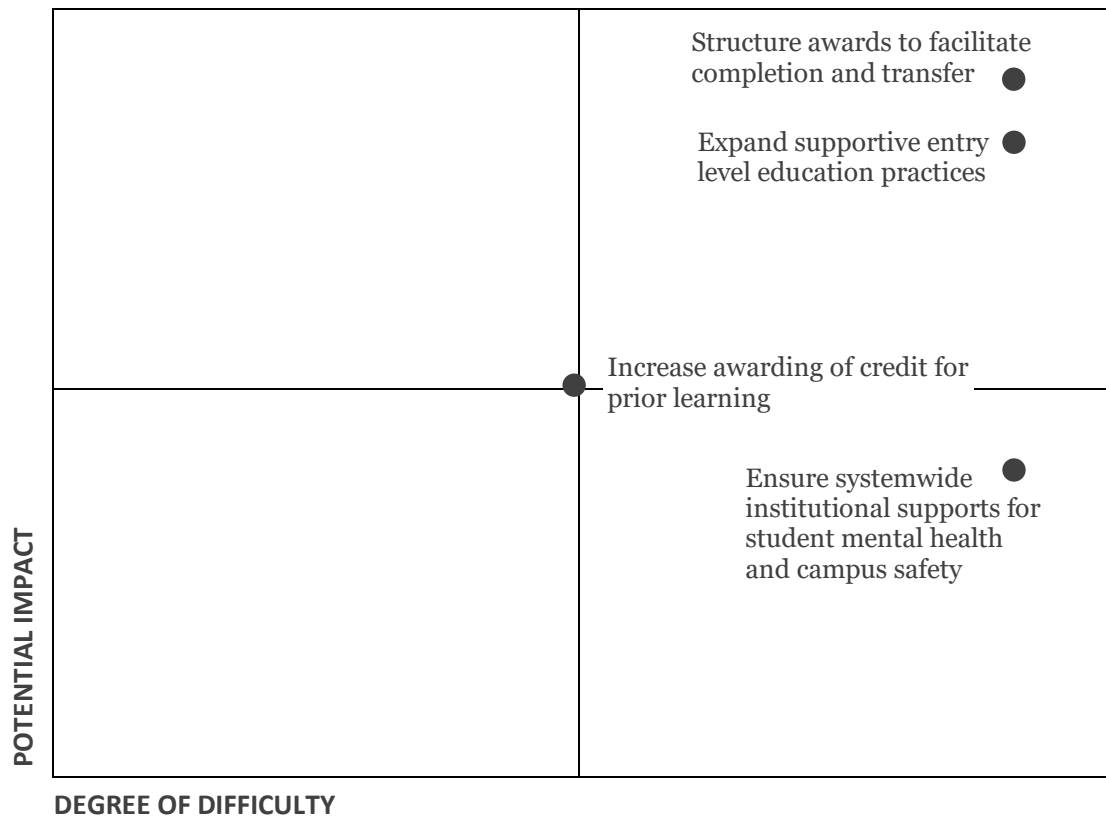 Structure awards to facilitate
completion and transfer
Expand supportive entry
level education practices
Increase awarding of credit for
prior learning
Ensure systemwide
institutional supports for
student mental health
and campus safety
POTENTIAL IMPACT
DEGREE OF DIFFICULTY